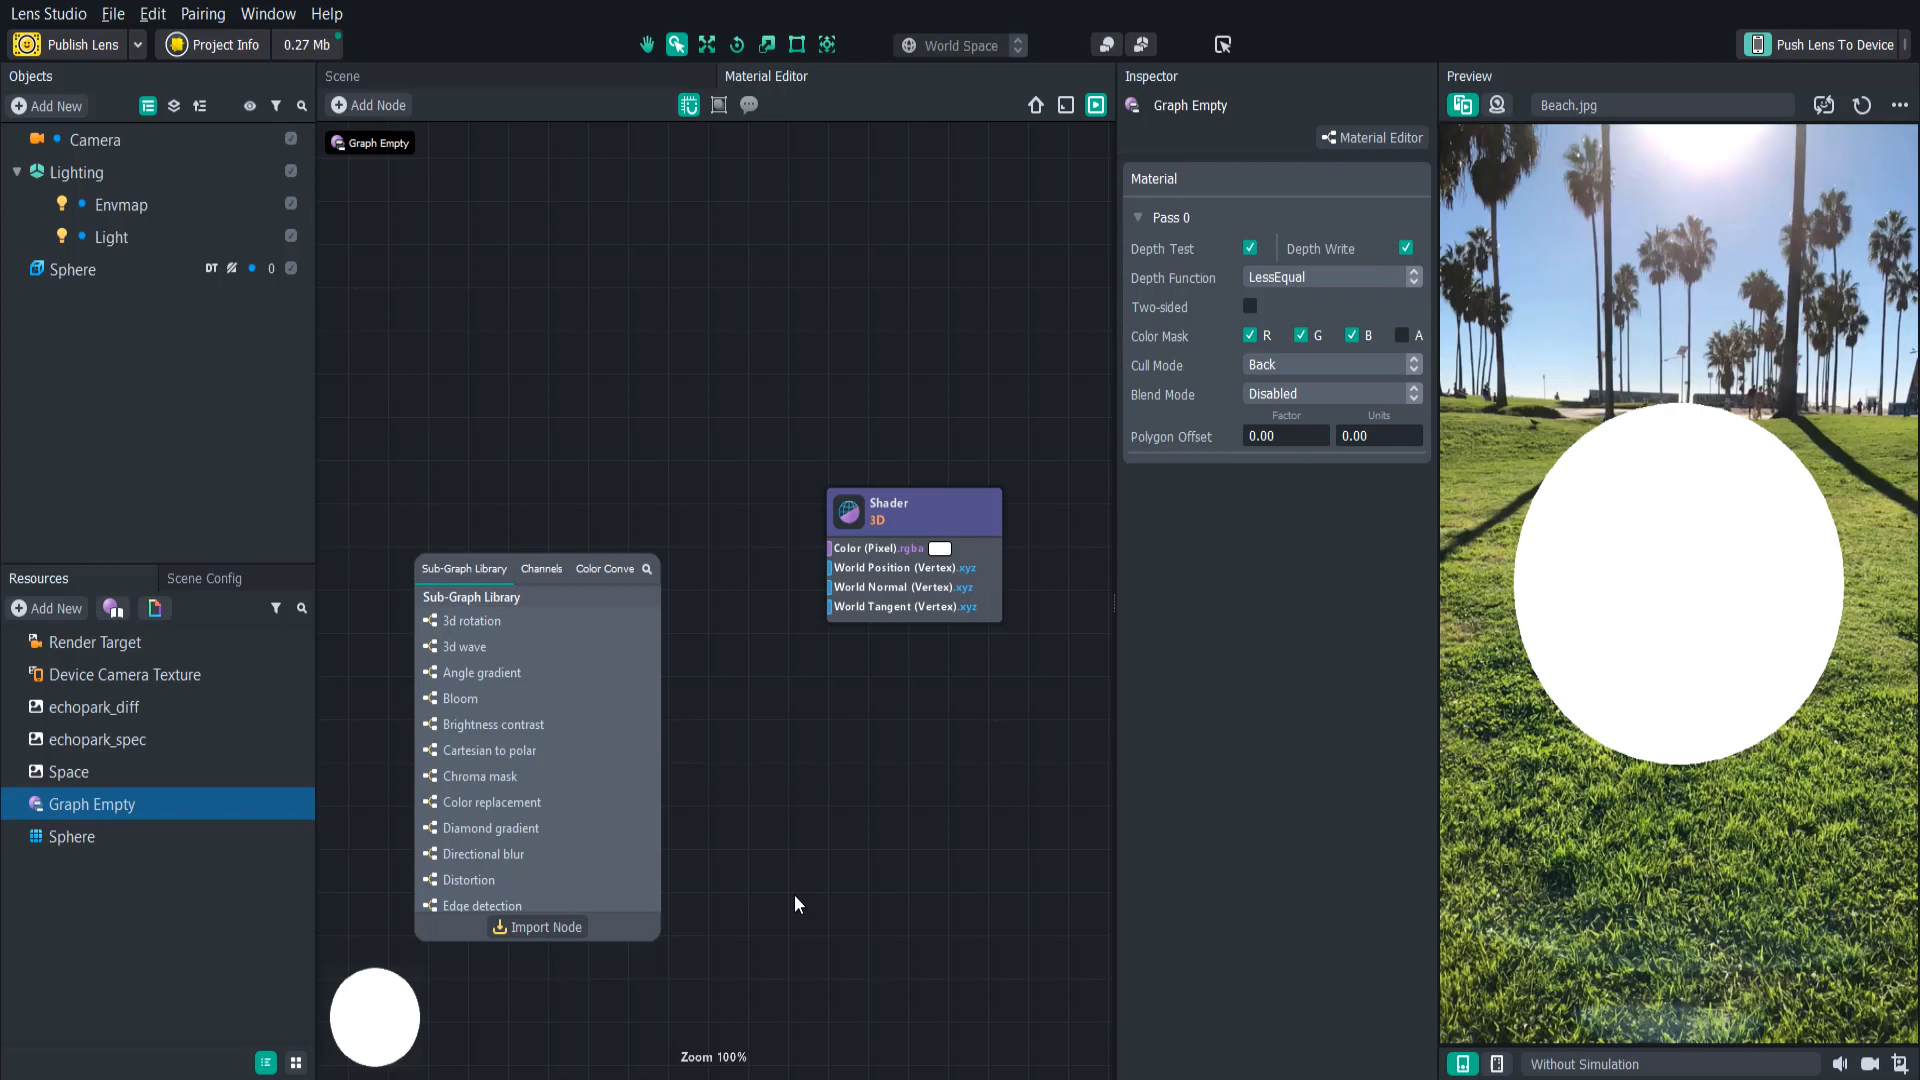 Lens Studio File Edit Pairing Window Help
Publish Lens Project Info 0.27 Mb World Space Push Lens To Device
Objects
Add New
Camera
Lighting
Envmap
Light
Sphere DT 0
Resources Scene Config
Add New
Render Target
Device Camera Texture
echopark_diff
echopark_spec
Space
Graph Empty
Sphere
Scene Material Editor
Add Node
Graph Empty
Shader
3D
Color (Pixel).rgba
World Position (Vertex).xyz
World Normal (Vertex).xyz
World Tangent (Vertex).xyz
Sub-Graph Library Channels Color Conve
Sub-Graph Library
3d rotation
3d wave
Angle gradient
Bloom
Brightness contrast
Cartesian to polar
Chroma mask
Color replacement
Diamond gradient
Directional blur
Distortion
Edge detection
Import Node
Zoom 100%
Inspector
Graph Empty
Material Editor
Material
Pass 0
Depth Test Depth Write
Depth Function LessEqual
Two-sided
Color Mask R G B A
Cull Mode Back
Blend Mode Disabled
Factor Units
Polygon Offset 0.00 0.00
Preview
Beach.jpg
Without Simulation